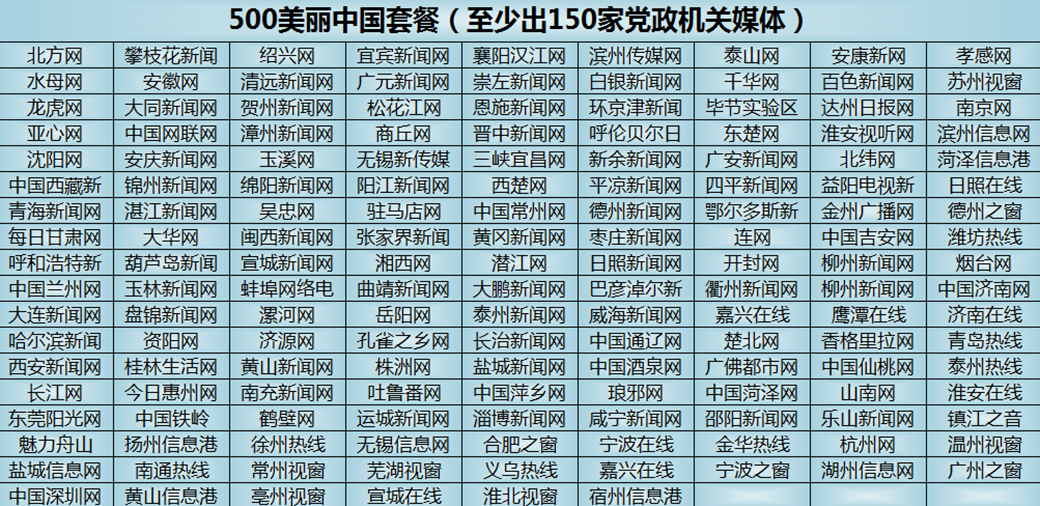 500美丽中国套餐（至少出150家党政机关媒体）
北方网 攀枝花新闻 绍兴网 宜宾新闻网 襄阳汉江网 滨州传媒网 泰山网 安康新网 孝感网
水母网 安徽网 清远新闻网 广元新闻网 崇左新闻网 白银新闻网 千华网 百色新闻网 苏州视窗
龙虎网 大同新闻网 贺州新闻网 松花江网 恩施新闻网 环京津新闻 毕节实验区 达州日报网 南京网
亚心网 中国网联网 漳州新闻网 商丘网 晋中新闻网 呼伦贝尔日 东楚网 淮安视听网 滨州信息网
沈阳网 安庆新闻网 玉溪网 无锡新传媒 三峡宜昌网 新余新闻网 广安新闻网 北纬网 菏泽信息港
中国西藏新 锦州新闻网 绵阳新闻网 阳江新闻网 西楚网 平凉新闻网 四平新闻网 益阳电视新 日照在线
青海新闻网 湛江新闻网 吴忠网 驻马店网 中国常州网 德州新闻网 鄂尔多斯新 金州广播网 德州之窗
每日甘肃网 大华网 闽西新闻网 张家界新闻 黄冈新闻网 枣庄新闻网 连网 中国吉安网 潍坊热线
呼和浩特新 葫芦岛新闻 宣城新闻网 湘西网 潜江网 日照新闻网 开封网 柳州新闻网 烟台网
中国兰州网 玉林新闻网 蚌埠网络电 曲靖新闻网 大鹏新闻网 巴彦淖尔新 衢州新闻网 柳州新闻网 中国济南网
大连新闻网 盘锦新闻网 漯河网 岳阳网 泰州新闻网 威海新闻网 嘉兴在线 鹰潭在线 济南在线
哈尔滨新闻 资阳网 济源网 孔雀之乡网 长治新闻网 中国通辽网 楚北网 香格里拉网 青岛热线
西安新闻网 桂林生活网 黄山新闻网 株洲网 盐城新闻网 中国酒泉网 广佛都市网 中国仙桃网 泰州热线
长江网 今日惠州网 南充新闻网 吐鲁番网 中国萍乡网 琅邪网 中国菏泽网 山南网 淮安在线
东莞阳光网 中国铁岭 鹤壁网 运城新闻网 淄博新闻网 咸宁新闻网 邵阳新闻网 乐山新闻网 镇江之音
魅力舟山 扬州信息港 徐州热线 无锡信息网 合肥之窗 宁波在线 金华热线 杭州网 温州视窗
盐城信息网 南通热线 常州视窗 芜湖视窗 义乌热线 嘉兴在线 宁波之窗 湖州信息网 广州之窗
中国深圳网 黄山信息港 亳州视窗 宣城在线 淮北视窗 宿州信息港